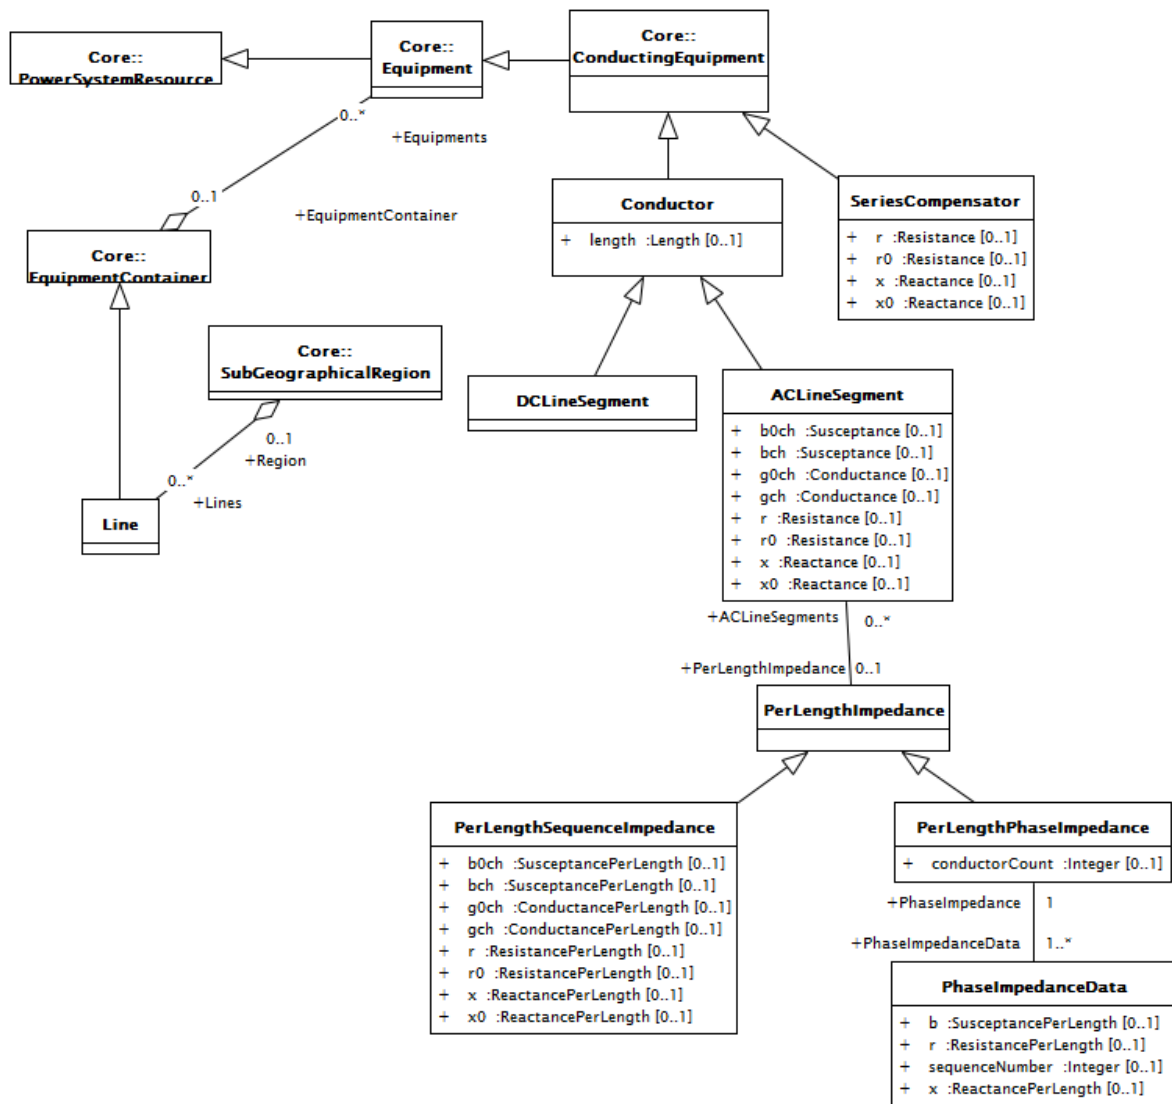 Core::
PowerSystemResource
Core::
Equipment
Core::
ConductingEquipment
0..*
+Equipments
0..1
+EquipmentContainer
Core::
EquipmentContainer
Conductor
+ length :Length [0..1]
SeriesCompensator
+ r :Resistance [0..1]
+ r0 :Resistance [0..1]
+ x :Reactance [0..1]
+ x0 :Reactance [0..1]
Core::
SubGeographicalRegion
0..1
+Region
0..*
+Lines
Line
DCLineSegment
ACLineSegment
+ b0ch :Susceptance [0..1]
+ bch :Susceptance [0..1]
+ g0ch :Conductance [0..1]
+ gch :Conductance [0..1]
+ r :Resistance [0..1]
+ r0 :Resistance [0..1]
+ x :Reactance [0..1]
+ x0 :Reactance [0..1]
+ACLineSegments 0..*
+PerLengthImpedance 0..1
PerLengthImpedance
PerLengthSequenceImpedance
+ b0ch :SusceptancePerLength [0..1]
+ bch :SusceptancePerLength [0..1]
+ g0ch :ConductancePerLength [0..1]
+ gch :ConductancePerLength [0..1]
+ r :ResistancePerLength [0..1]
+ r0 :ResistancePerLength [0..1]
+ x :ReactancePerLength [0..1]
+ x0 :ReactancePerLength [0..1]
PerLengthPhaseImpedance
+ conductorCount :Integer [0..1]
+PhaseImpedance 1
+PhaseImpedanceData 1..*
PhaseImpedanceData
+ b :SusceptancePerLength [0..1]
+ r :ResistancePerLength [0..1]
+ sequenceNumber :Integer [0..1]
+ x :ReactancePerLength [0..1]